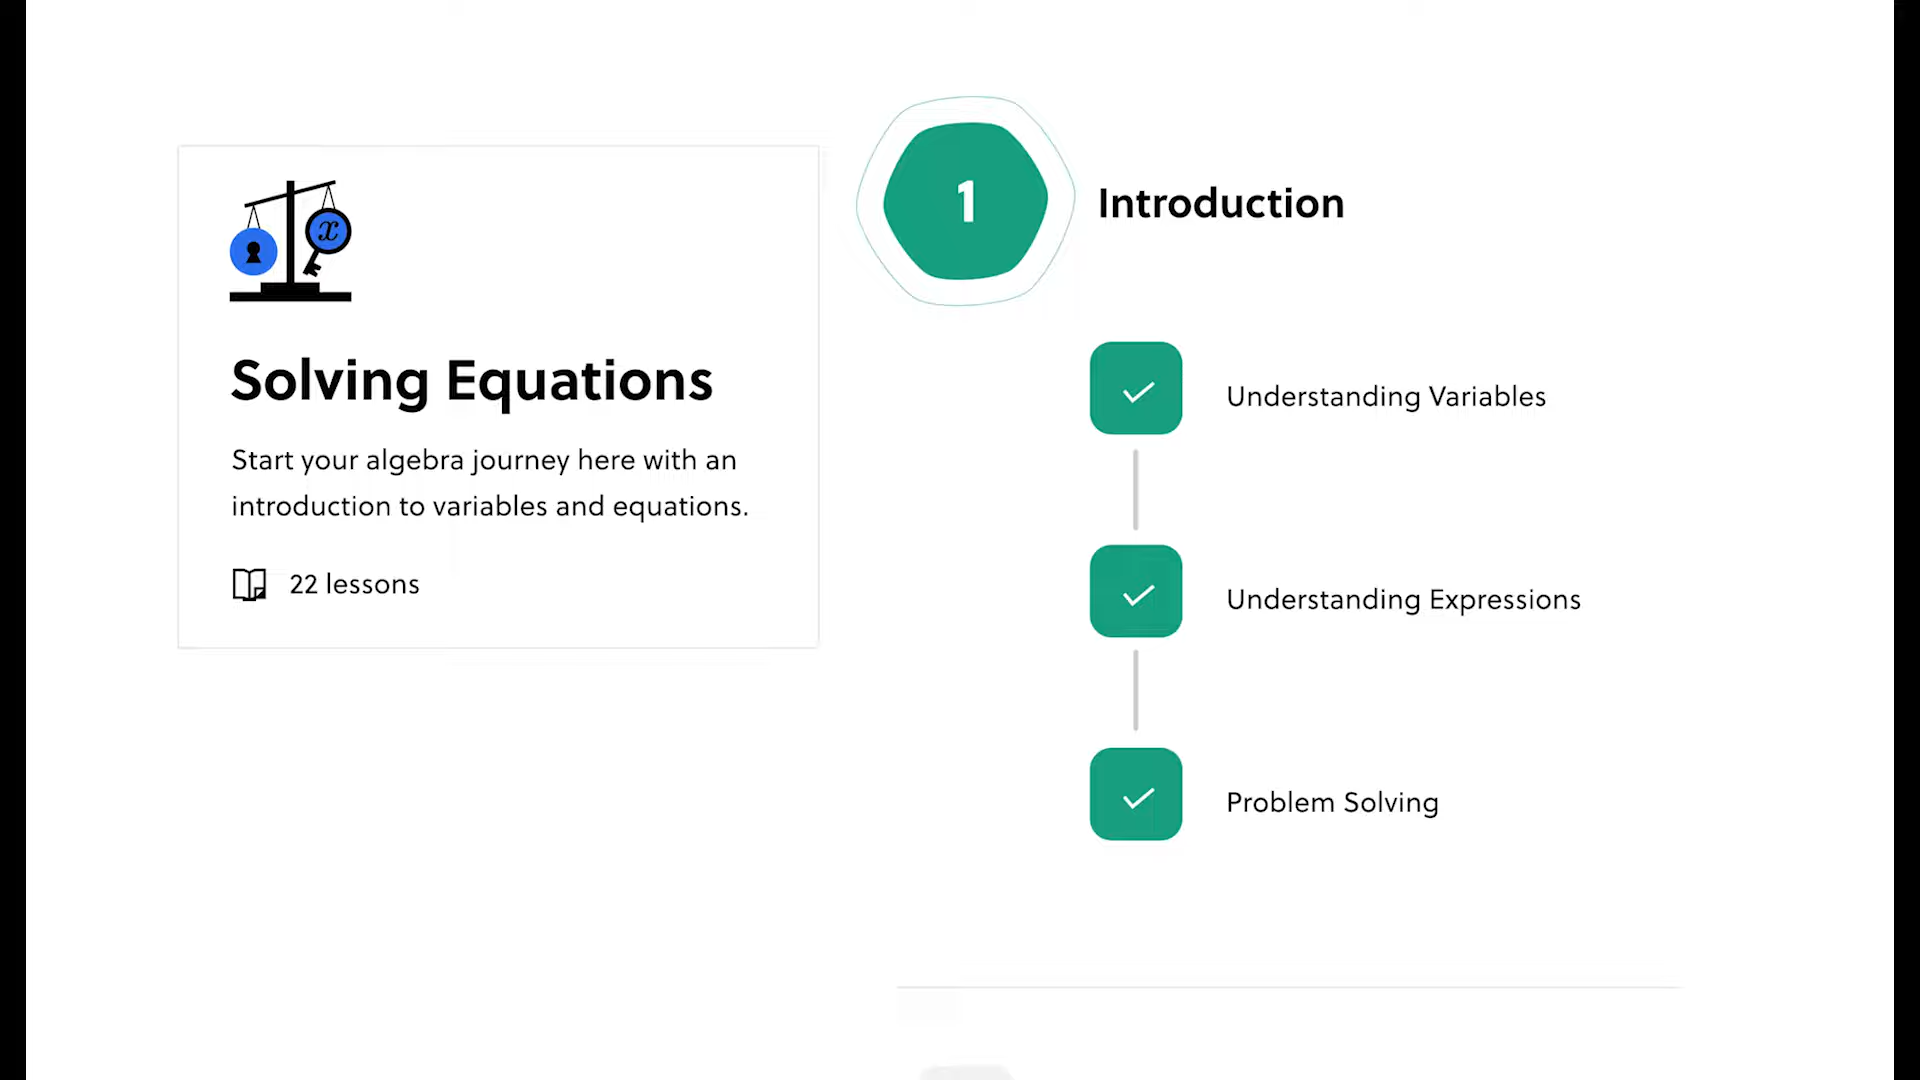 x
Solving Equations
Start your algebra journey here with an
introduction to variables and equations.
22 lessons
1
Introduction
Understanding Variables
Understanding Expressions
Problem Solving